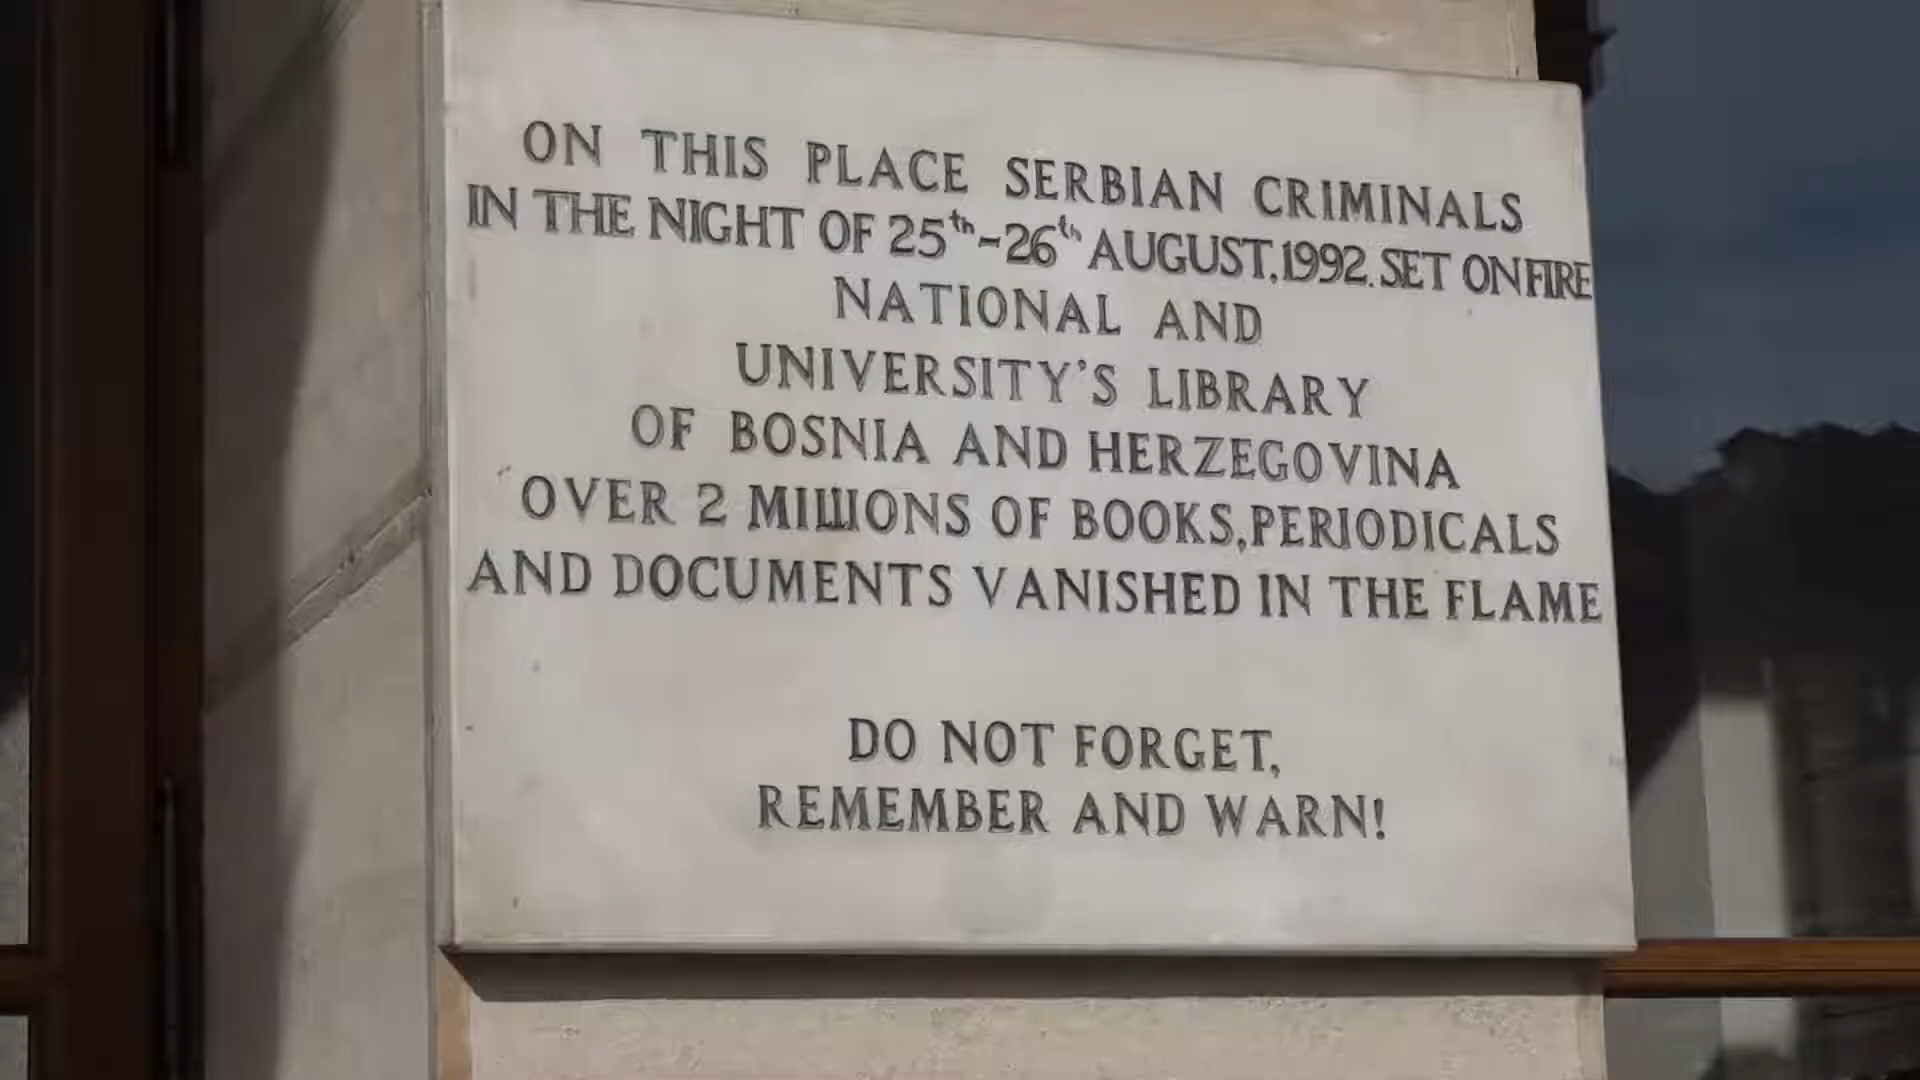 ON THIS PLACE SERBIAN CRIMINALS
IN THE NIGHT OF 25th-26th AUGUST,1992. SET ON FIRE
NATIONAL AND
UNIVERSITY'S LIBRARY
OF BOSNIA AND HERZEGOVINA
OVER 2 MILLIONS OF BOOKS,PERIODICALS
AND DOCUMENTS VANISHED IN THE FLAME
DO NOT FORGET,
REMEMBER AND WARN!